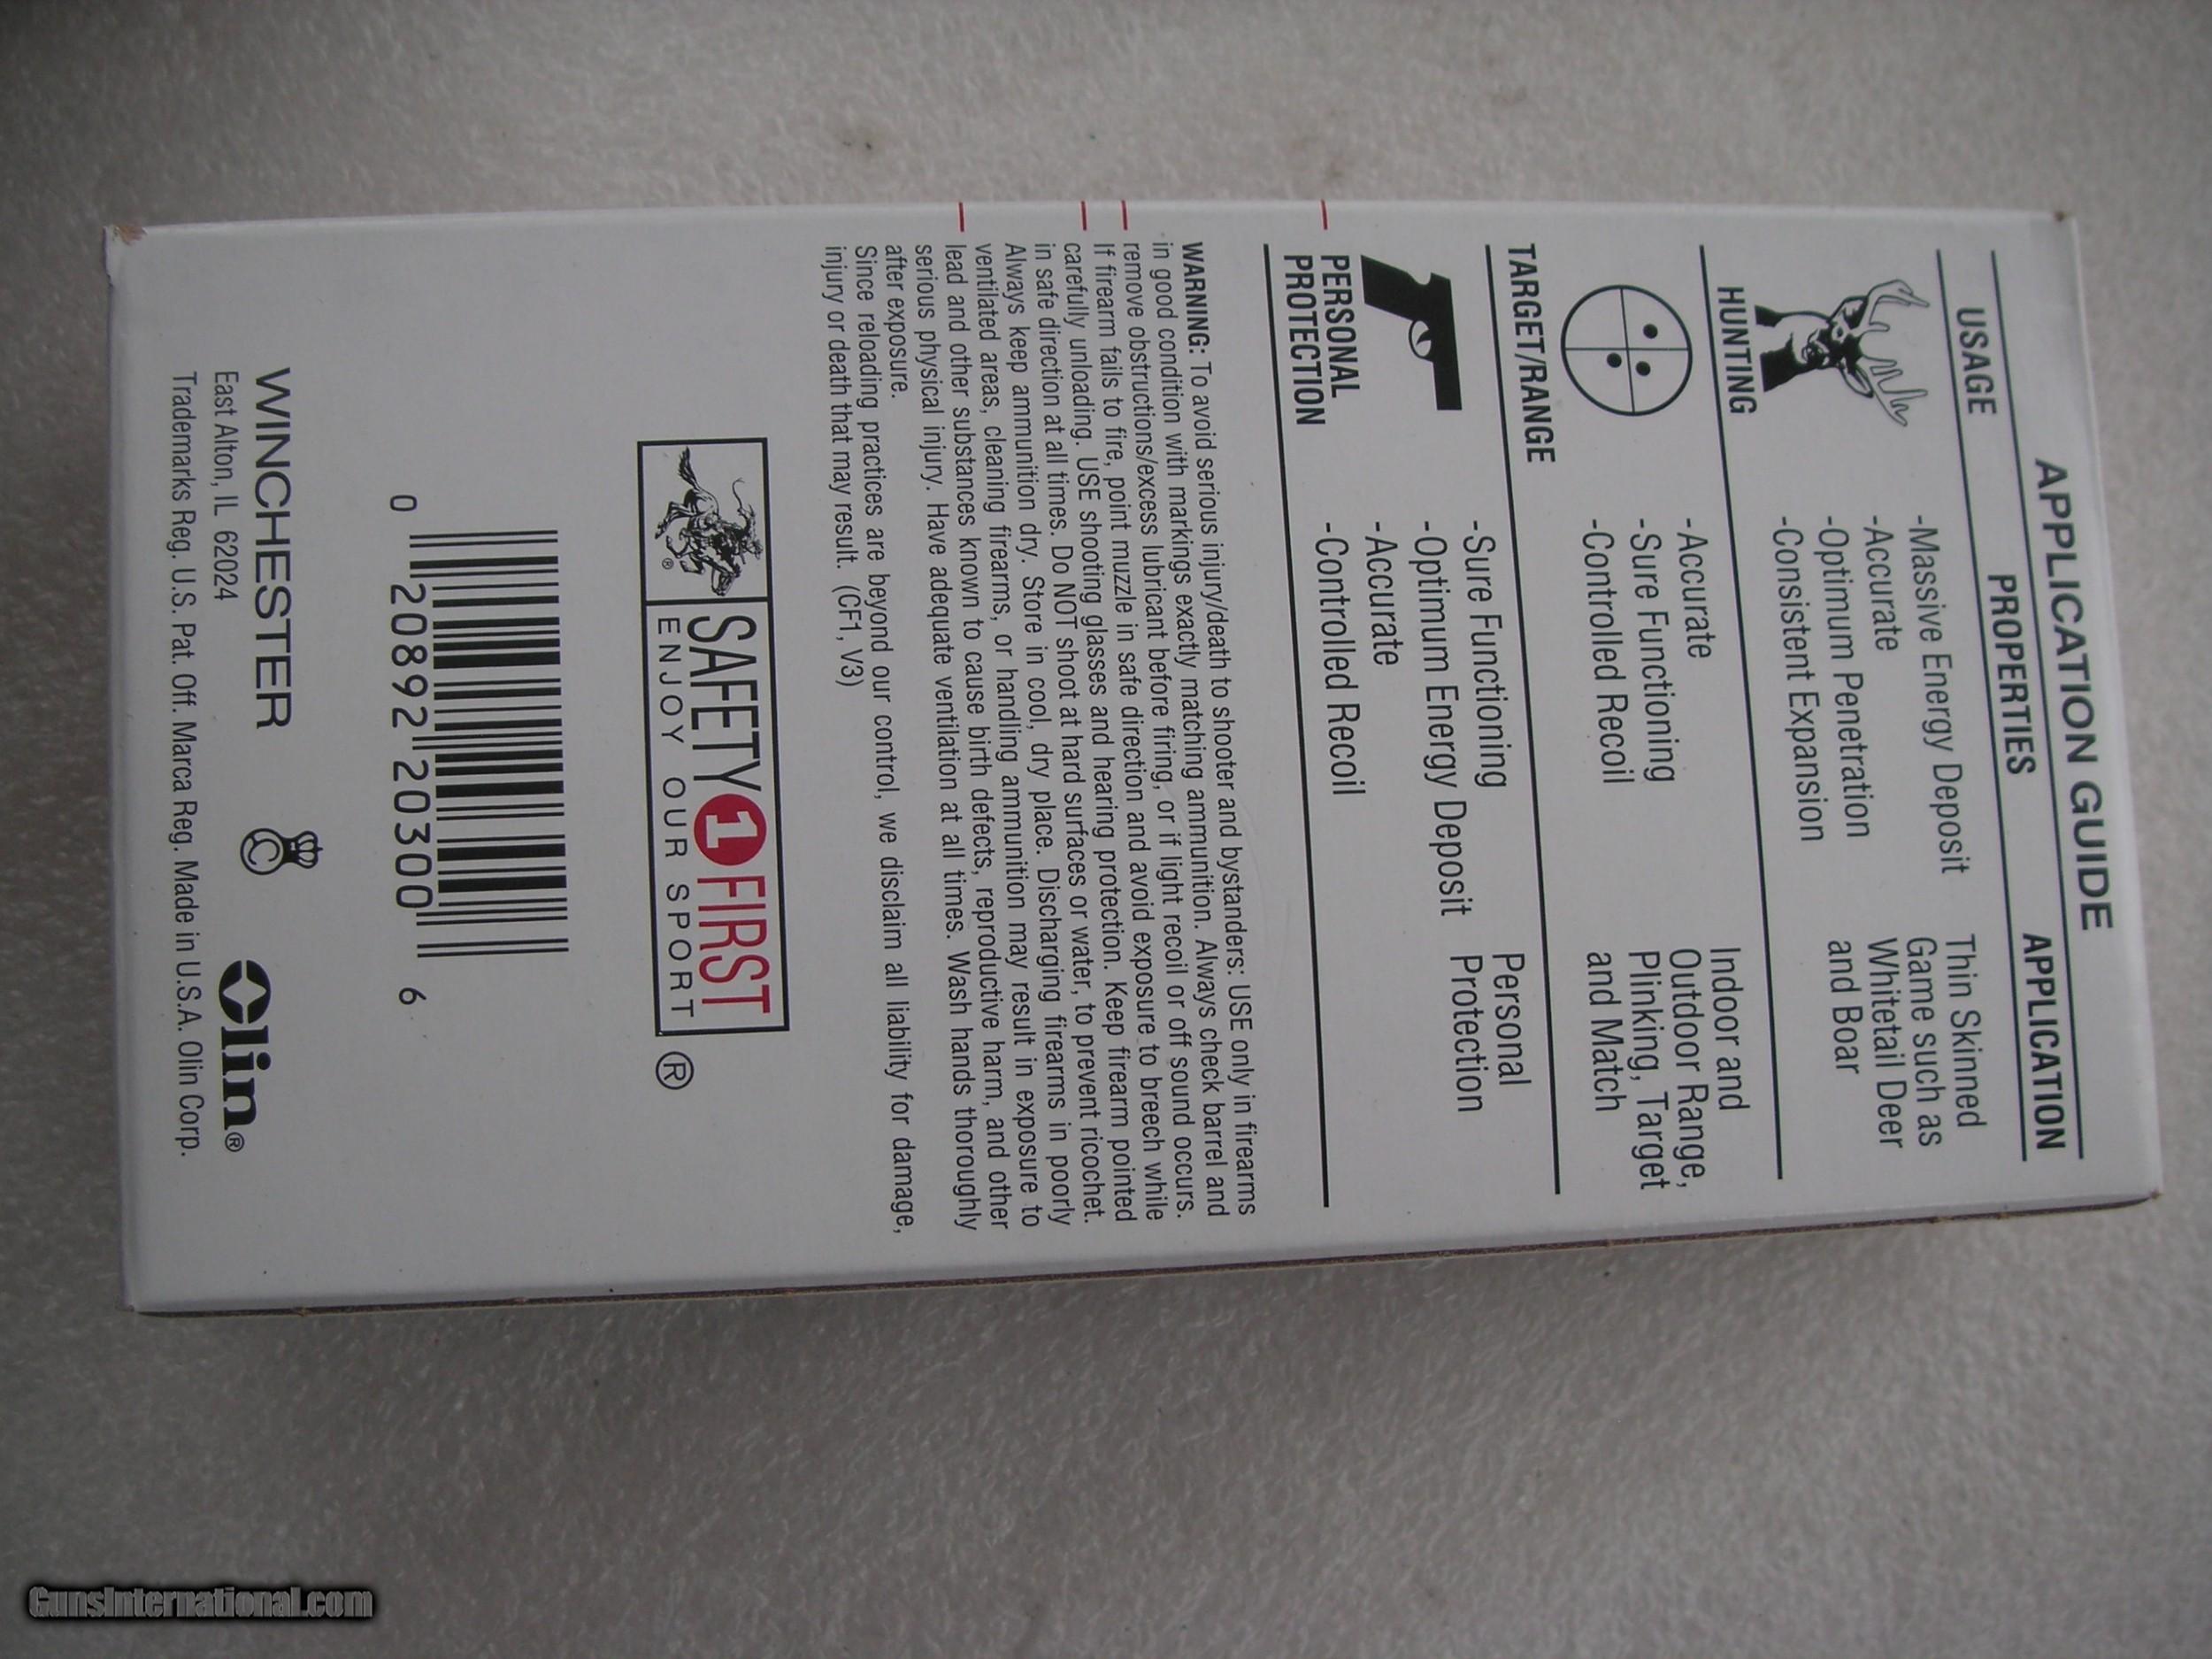 APPLICATION GUIDE
USAGE PROPERTIES APPLICATION
-Massive Energy Deposit Thin Skinned
-Accurate Game such as
-Optimum Penetration Whitetail Deer
-Consistent Expansion and Boar
HUNTING
-Accurate Indoor and
-Sure Functioning Outdoor Range,
-Controlled Recoil Plinking, Target
and Match
TARGET/RANGE
-Sure Functioning Personal
-Optimum Energy Deposit Protection
-Accurate
PERSONAL -Controlled Recoil
PROTECTION
WARNING: To avoid serious injury/death to shooter and bystanders: USE only in firearms
in good condition with markings exactly matching ammunition. Always check barrel and
remove obstructions/excess lubricant before firing, or if light recoil or off sound occurs.
If firearm fails to fire, point muzzle in safe direction and avoid exposure to breech while
carefully unloading. USE shooting glasses and hearing protection. Keep firearm pointed
in safe direction at all times. Do NOT shoot at hard surfaces or water, to prevent ricochet.
Always keep ammunition dry. Store in cool, dry place. Discharging firearms in poorly
ventilated areas, cleaning firearms, or handling ammunition may result in exposure to
lead and other substances known to cause birth defects, reproductive harm, and other
serious physical injury. Have adequate ventilation at all times. Wash hands thoroughly
after exposure.
Since reloading practices are beyond our control, we disclaim all liability for damage,
injury or death that may result. (CF1, V3)
® SAFETY 1 FIRST
ENJOY OUR SPORT ®
0 20892 20300 6
WINCHESTER © Olin®
East Alton, IL 62024
Trademarks Reg. U.S. Pat. Off. Marca Reg. Made in U.S.A. Olin Corp.
GunsInternational.com